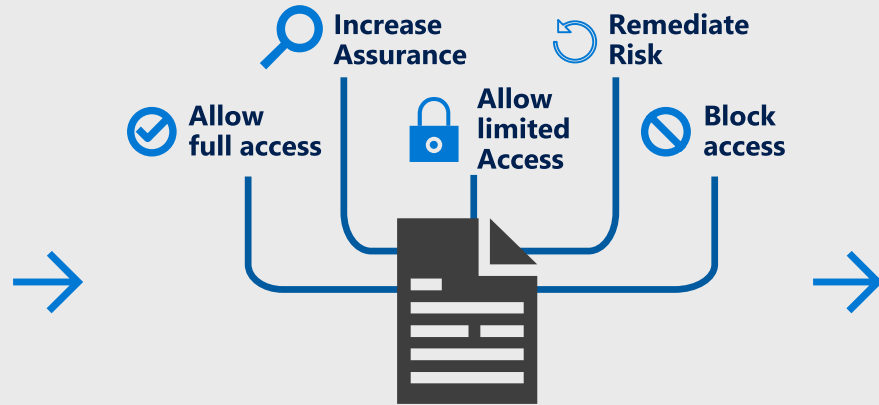 Increase
Assurance
Remediate
Risk
Allow
full access
Allow
limited
Access
Block
access